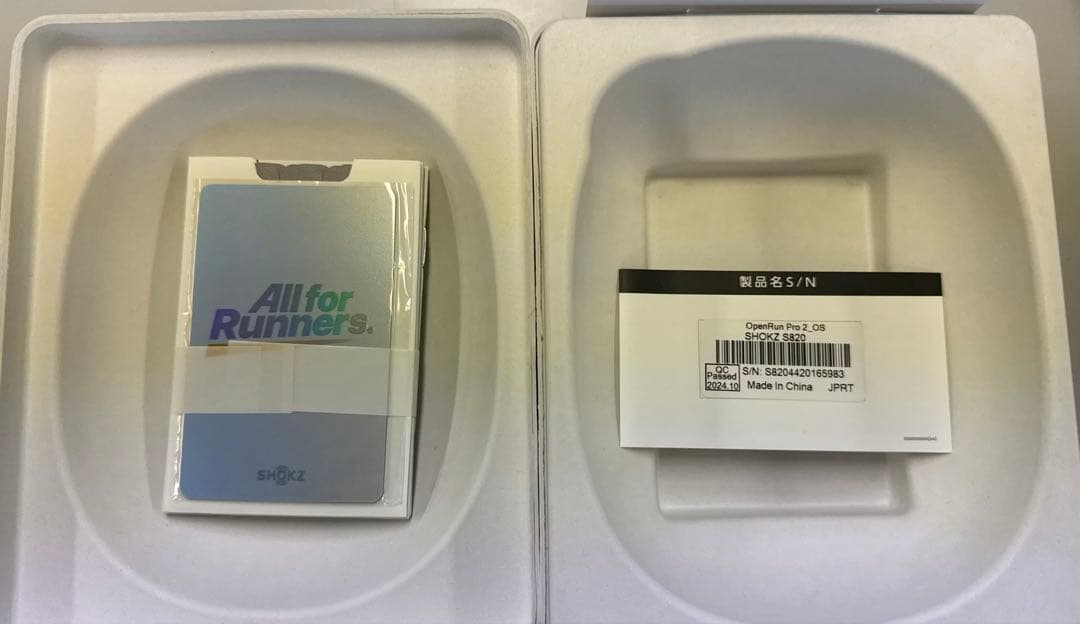 All for
Runners.
SHOKZ
製品名S/N
OpenRun Pro 2_OS
SHOKZ S820
QC
Passed
2024.10
S/N: S8204420165983
Made In China JPRT